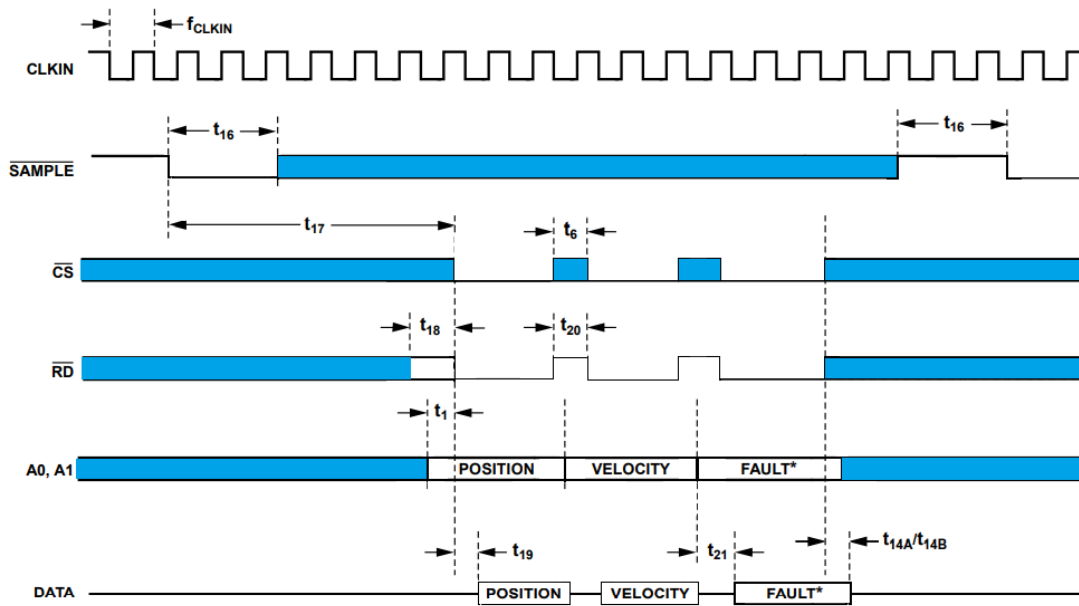 fCLKIN
CLKIN
t16
t16
SAMPLE
t17
t6
CS
t18
t20
RD
t1
A0, A1
POSITION
VELOCITY
FAULT*
t19
t21
t14A/t14B
DATA
POSITION
VELOCITY
FAULT*